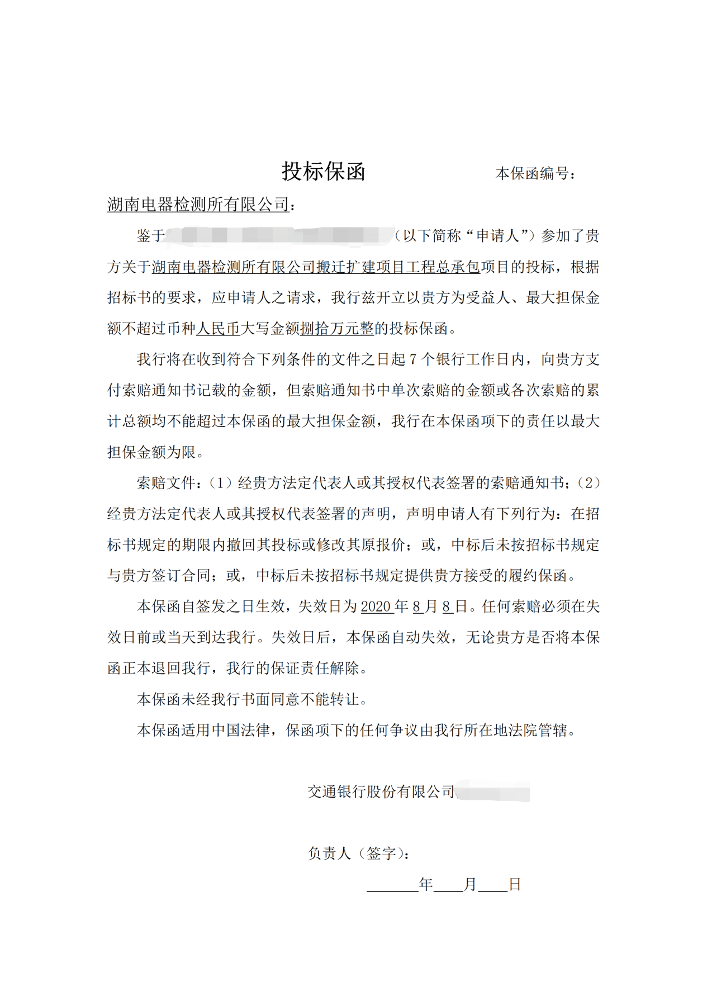 投标保函 本保函编号：
湖南电器检测所有限公司：
鉴于（以下简称“申请人”）参加了贵
方关于湖南电器检测所有限公司搬迁扩建项目工程总承包项目的投标，根据
招标书的要求，应申请人之请求，我行兹开立以贵方为受益人、最大担保金
额不超过币种人民币大写金额捌拾万元整的投标保函。
我行将在收到符合下列条件的文件之日起 7 个银行工作日内，向贵方支
付索赔通知书记载的金额，但索赔通知书中单次索赔的金额或各次索赔的累
计总额均不能超过本保函的最大担保金额，我行在本保函项下的责任以最大
担保金额为限。
索赔文件：（1）经贵方法定代表人或其授权代表签署的索赔通知书；（2）
经贵方法定代表人或其授权代表签署的声明，声明申请人有下列行为：在招
标书规定的期限内撤回其投标或修改其原报价；或，中标后未按招标书规定
与贵方签订合同；或，中标后未按招标书规定提供贵方接受的履约保函。
本保函自签发之日生效，失效日为 2020 年 8 月 8 日。任何索赔必须在失
效日前或当天到达我行。失效日后，本保函自动失效，无论贵方是否将本保
函正本退回我行，我行的保证责任解除。
本保函未经我行书面同意不能转让。
本保函适用中国法律，保函项下的任何争议由我行所在地法院管辖。
交通银行股份有限公司
负责人（签字）：
______年____月____日